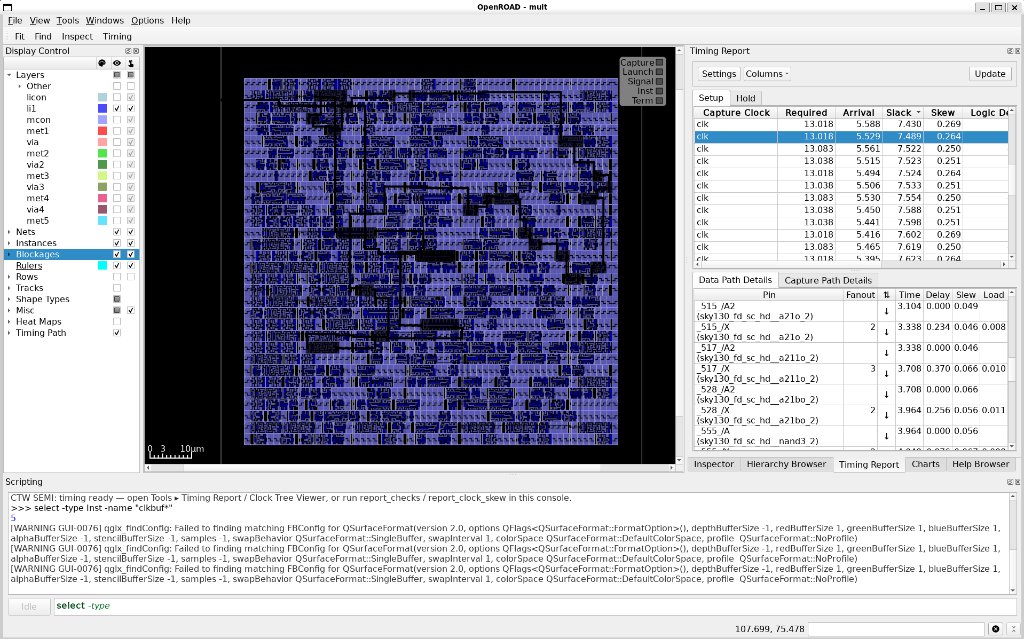 OpenROAD - mult
File View Tools Windows Options Help
Fit Find Inspect Timing
Display Control
Layers
Other
licon
li1
mcon
met1
via
met2
via2
met3
via3
met4
via4
met5
Nets
Instances
Blockages
Rulers
Rows
Tracks
Shape Types
Misc
Heat Maps
Timing Path
Capture
Launch
Signal
Inst
Term
0 3 10μm
Timing Report
Settings Columns Update
Setup Hold
Capture Clock Required Arrival Slack Skew Logic De
clk 13.018 5.588 7.430 0.269
clk 13.018 5.529 7.489 0.264
clk 13.083 5.561 7.522 0.250
clk 13.038 5.515 7.523 0.251
clk 13.018 5.494 7.524 0.264
clk 13.038 5.506 7.533 0.251
clk 13.083 5.530 7.554 0.250
clk 13.038 5.450 7.588 0.251
clk 13.038 5.441 7.598 0.251
clk 13.018 5.416 7.602 0.269
clk 13.083 5.465 7.619 0.250
clk 13.018 5.395 7.623 0.264
Data Path Details Capture Path Details
Pin Fanout ⇅ Time Delay Slew Load
_515_/A2 ↓ 3.104 0.000 0.049
(sky130_fd_sc_hd__a21o_2)
_515_/X 2 ↓ 3.338 0.234 0.046 0.008
(sky130_fd_sc_hd__a21o_2)
_517_/A2 ↓ 3.338 0.000 0.046
(sky130_fd_sc_hd__a211o_2)
_517_/X 3 ↓ 3.708 0.370 0.066 0.010
(sky130_fd_sc_hd__a211o_2)
_528_/A2 ↓ 3.708 0.000 0.066
(sky130_fd_sc_hd__a21bo_2)
_528_/X 2 ↓ 3.964 0.256 0.056 0.011
(sky130_fd_sc_hd__a21bo_2)
_555_/A ↓ 3.964 0.000 0.056
(sky130_fd_sc_hd__nand3_2)
Inspector Hierarchy Browser Timing Report Charts Help Browser
Scripting
CTW SEMI: timing ready — open Tools ▸ Timing Report / Clock Tree Viewer, or run report_checks / report_clock_skew in this console.
>>> select -type Inst -name "clkbuf*"
5
[WARNING GUI-0076] qglx_findConfig: Failed to finding matching FBConfig for QSurfaceFormat(version 2.0, options QFlags<QSurfaceFormat::FormatOption>(), depthBufferSize -1, redBufferSize 1, greenBufferSize 1, blueBufferSize 1,
alphaBufferSize -1, stencilBufferSize -1, samples -1, swapBehavior QSurfaceFormat::SingleBuffer, swapInterval 1, colorSpace QSurfaceFormat::DefaultColorSpace, profile QSurfaceFormat::NoProfile)
[WARNING GUI-0076] qglx_findConfig: Failed to finding matching FBConfig for QSurfaceFormat(version 2.0, options QFlags<QSurfaceFormat::FormatOption>(), depthBufferSize -1, redBufferSize 1, greenBufferSize 1, blueBufferSize 1,
alphaBufferSize -1, stencilBufferSize -1, samples -1, swapBehavior QSurfaceFormat::SingleBuffer, swapInterval 1, colorSpace QSurfaceFormat::DefaultColorSpace, profile QSurfaceFormat::NoProfile)
[WARNING GUI-0076] qglx_findConfig: Failed to finding matching FBConfig for QSurfaceFormat(version 2.0, options QFlags<QSurfaceFormat::FormatOption>(), depthBufferSize -1, redBufferSize 1, greenBufferSize 1, blueBufferSize 1,
alphaBufferSize -1, stencilBufferSize -1, samples -1, swapBehavior QSurfaceFormat::SingleBuffer, swapInterval 1, colorSpace QSurfaceFormat::DefaultColorSpace, profile QSurfaceFormat::NoProfile)
Idle select -type
107.699, 75.478